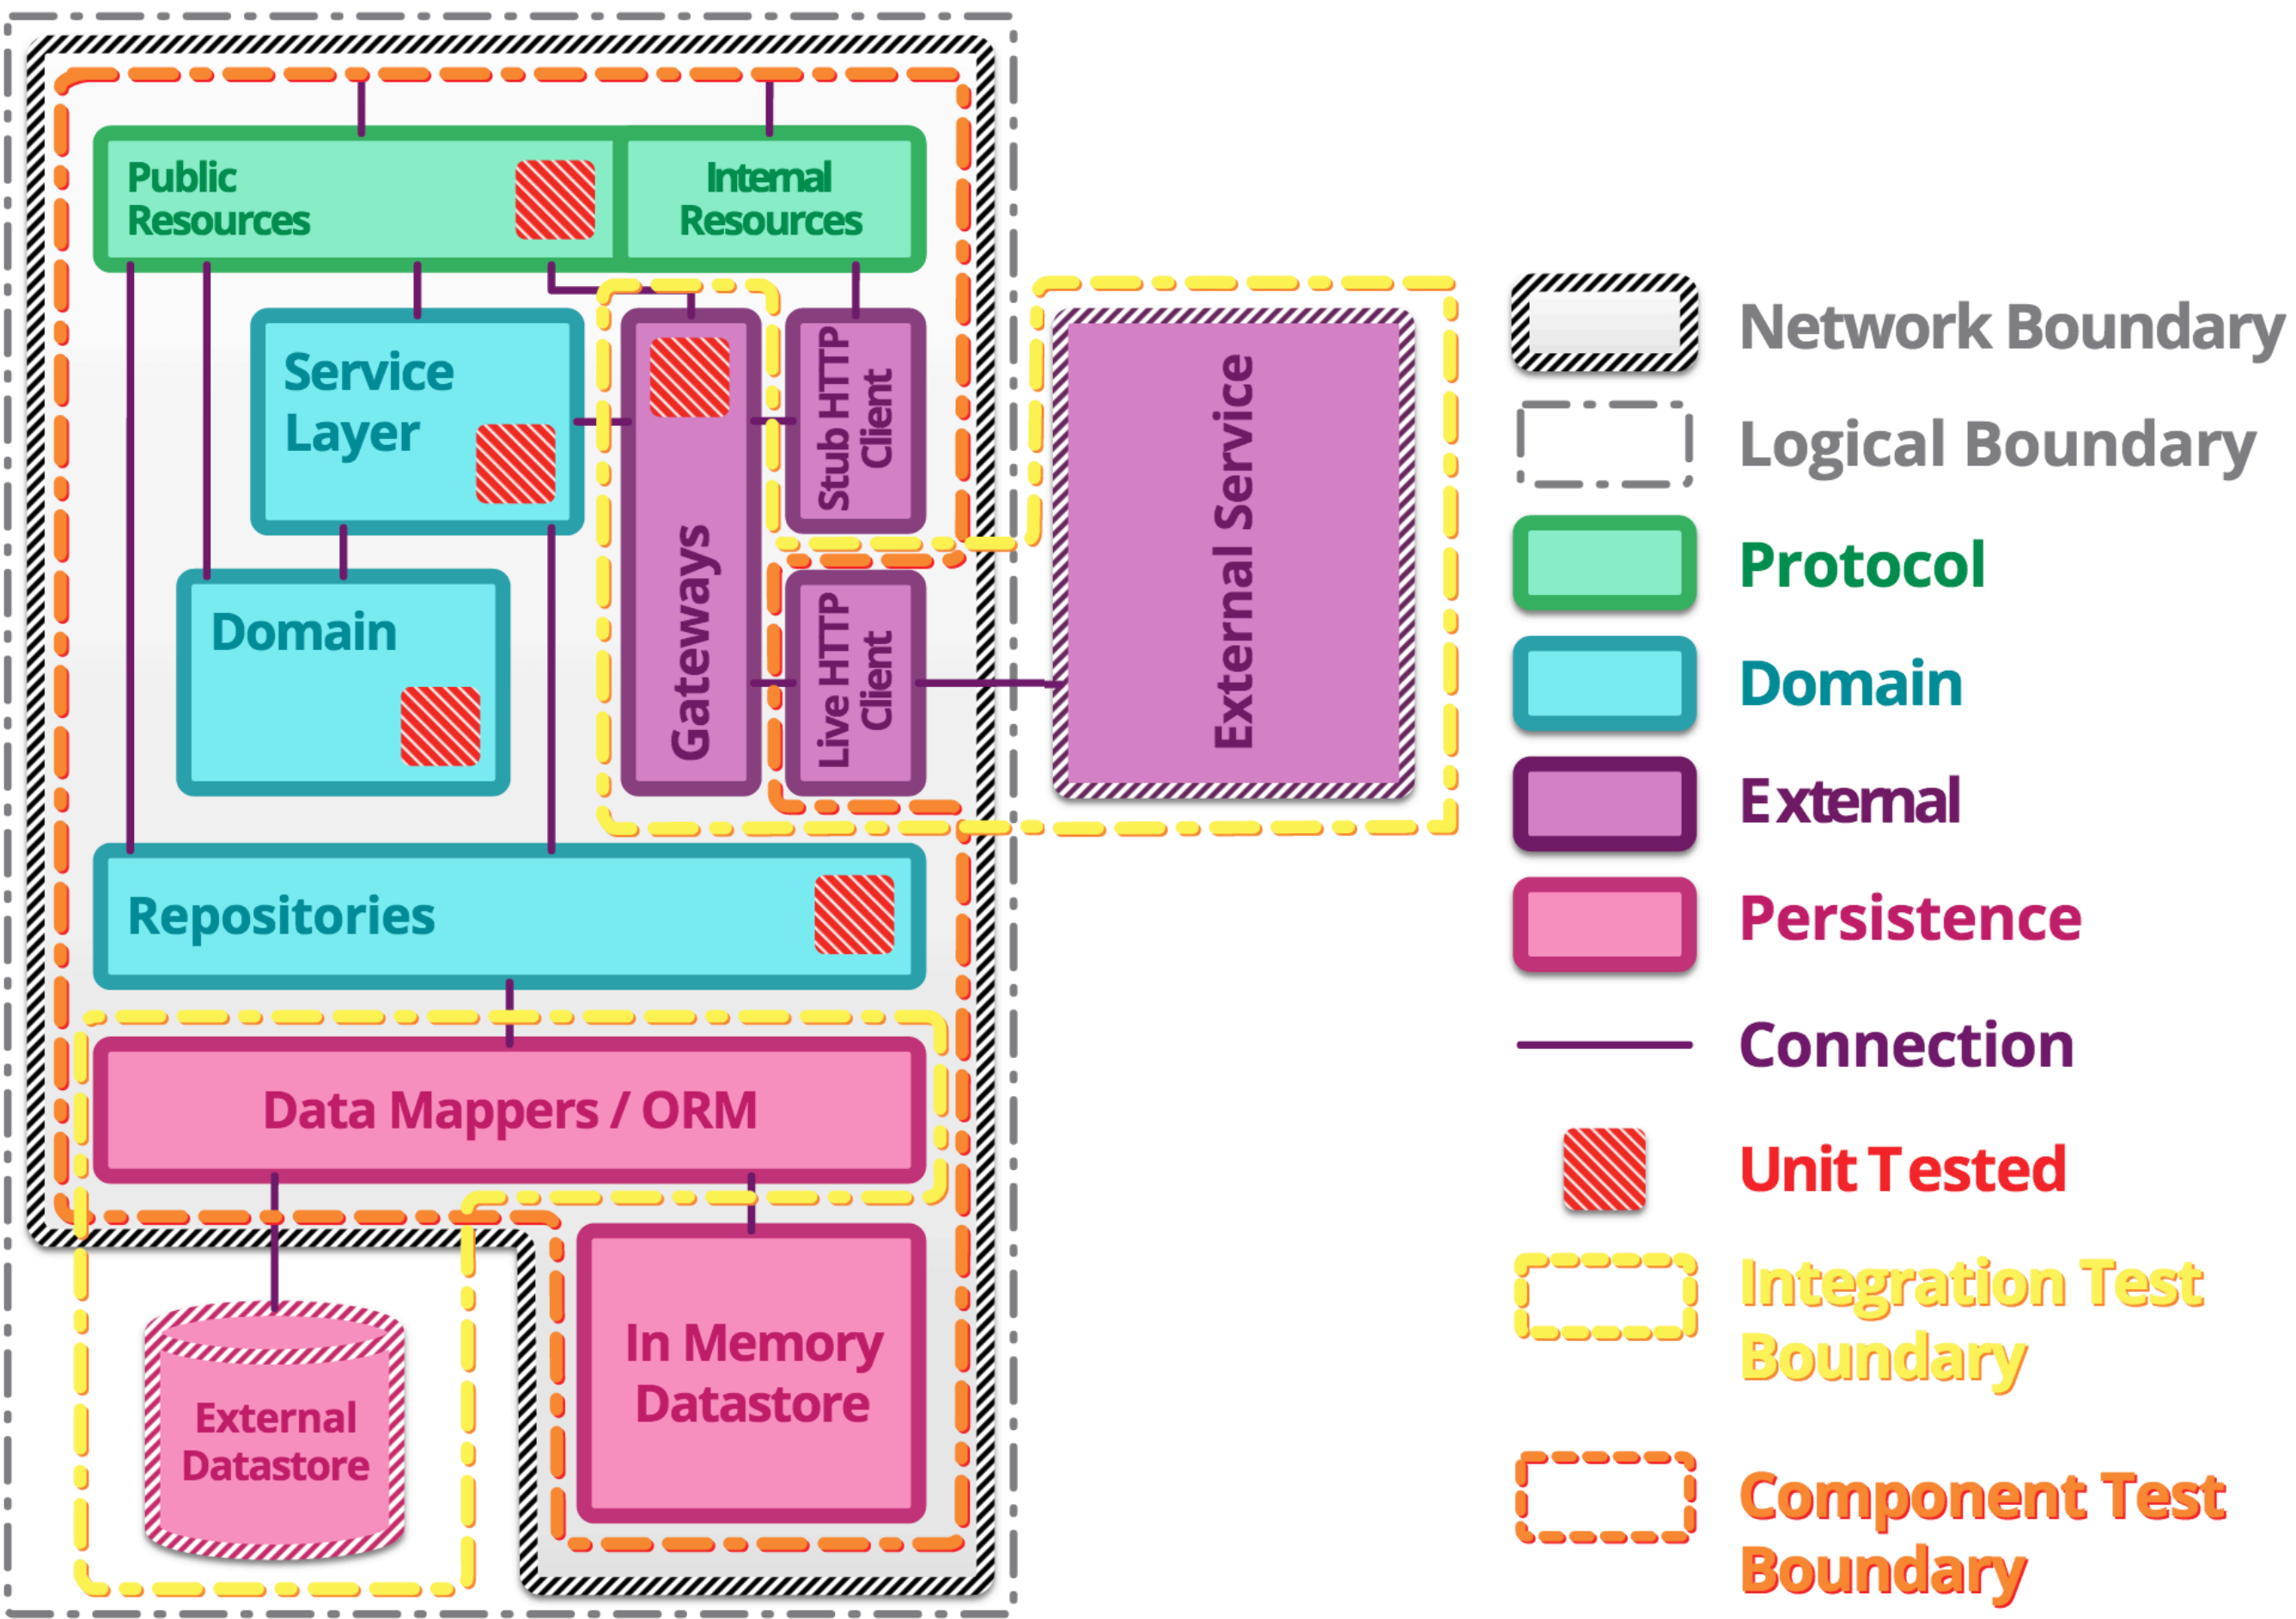 Public
Resources
Internal
Resources
Service
Layer
Gateways
Stub HTTP
Client
External Service
Domain
Live HTTP
Client
Repositories
Data Mappers / ORM
External
Datastore
In Memory
Datastore
Network Boundary
Logical Boundary
Protocol
Domain
External
Persistence
Connection
Unit Tested
Integration Test
Boundary
Component Test
Boundary